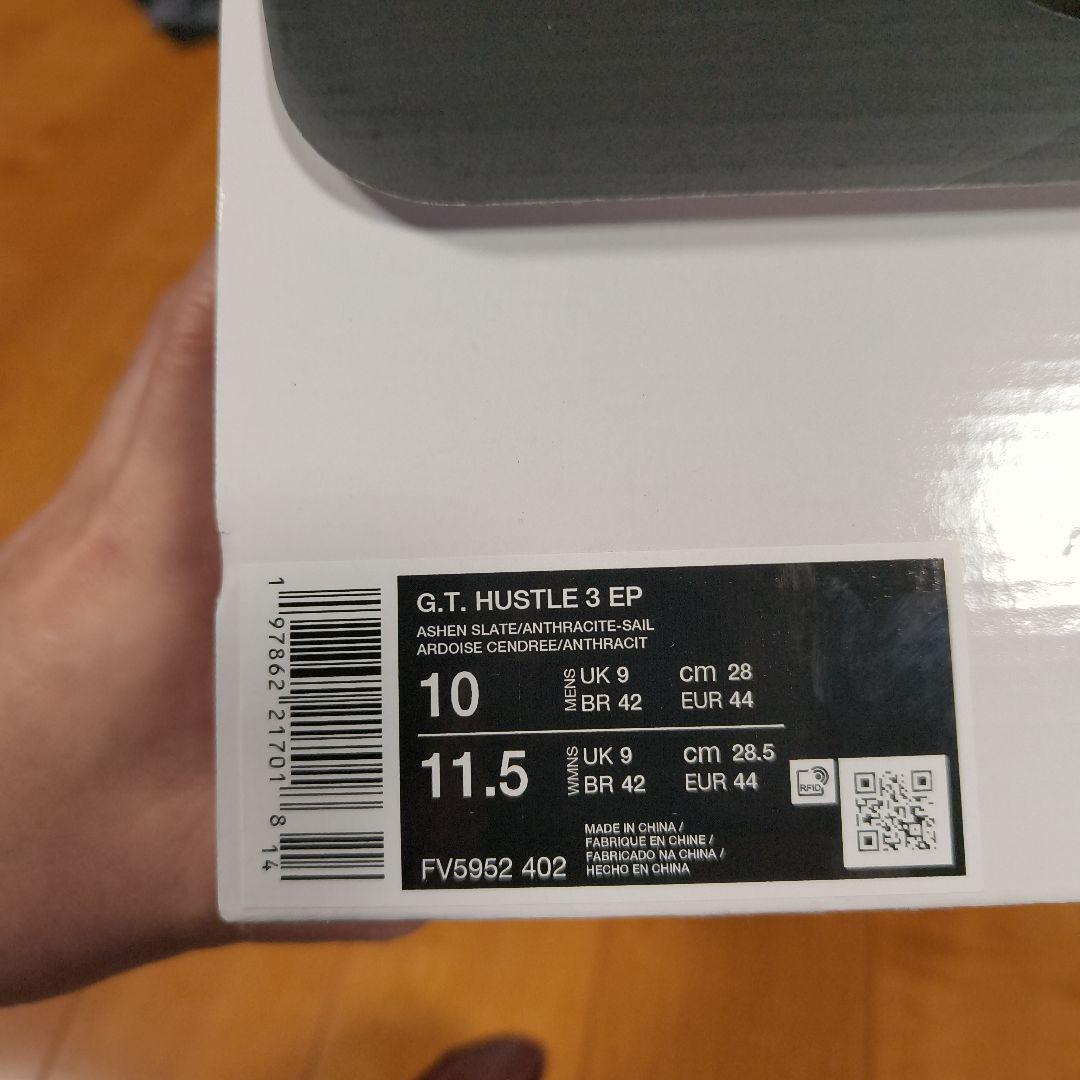 1 97862 21701 8 14
G.T. HUSTLE 3 EP
ASHEN SLATE/ANTHRACITE-SAIL
ARDOISE CENDREE/ANTHRACIT
10 MENS UK 9 cm 28
BR 42 EUR 44
11.5 WMNS UK 9 cm 28.5
BR 42 EUR 44
RFID
MADE IN CHINA /
FABRIQUE EN CHINE /
FABRICADO NA CHINA /
HECHO EN CHINA
FV5952 402